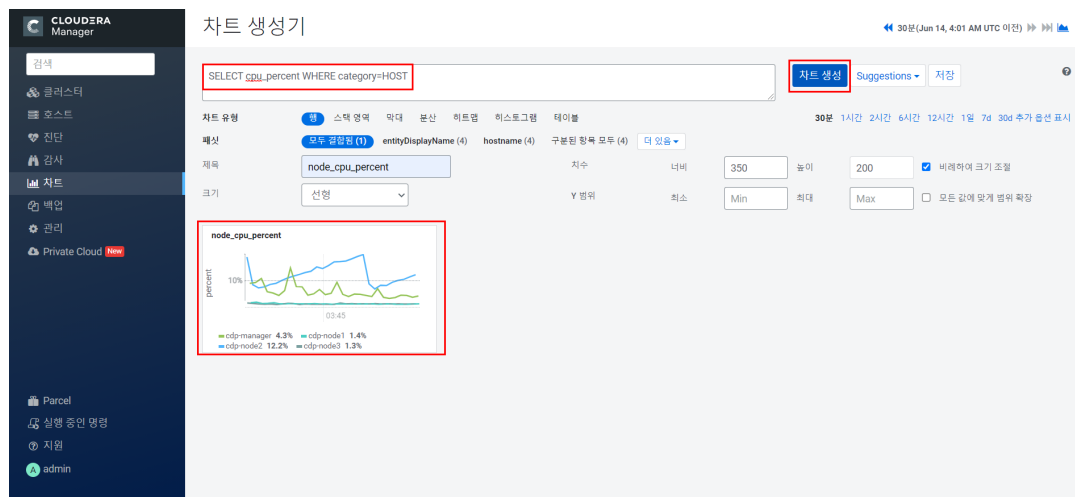 CLOUDERA
Manager
차트 생성기
30분(Jun 14, 4:01 AM UTC 이전)
검색
SELECT cpu_percent WHERE category=HOST
차트 생성
Suggestions
저장
클러스터
호스트
진단
감사
차트
백업
관리
Private Cloud New
차트 유형
행 스택 영역 막대 분산 히트맵 히스토그램 테이블
30분 1시간 2시간 6시간 12시간 1일 7d 30d 추가 옵션 표시
패싯
모두 결합됨 (1) entityDisplayName (4) hostname (4) 구분된 항목 모두 (4) 더 있음
제목
node_cpu_percent
치수 너비 350 높이 200 비례하여 크기 조절
크기
선형
Y 범위 최소 Min 최대 Max 모든 값에 맞게 범위 확장
node_cpu_percent
percent
10%
03:45
cdp-manager 4.3% cdp-node1 1.4%
cdp-node2 12.2% cdp-node3 1.3%
Parcel
실행 중인 명령
지원
A admin